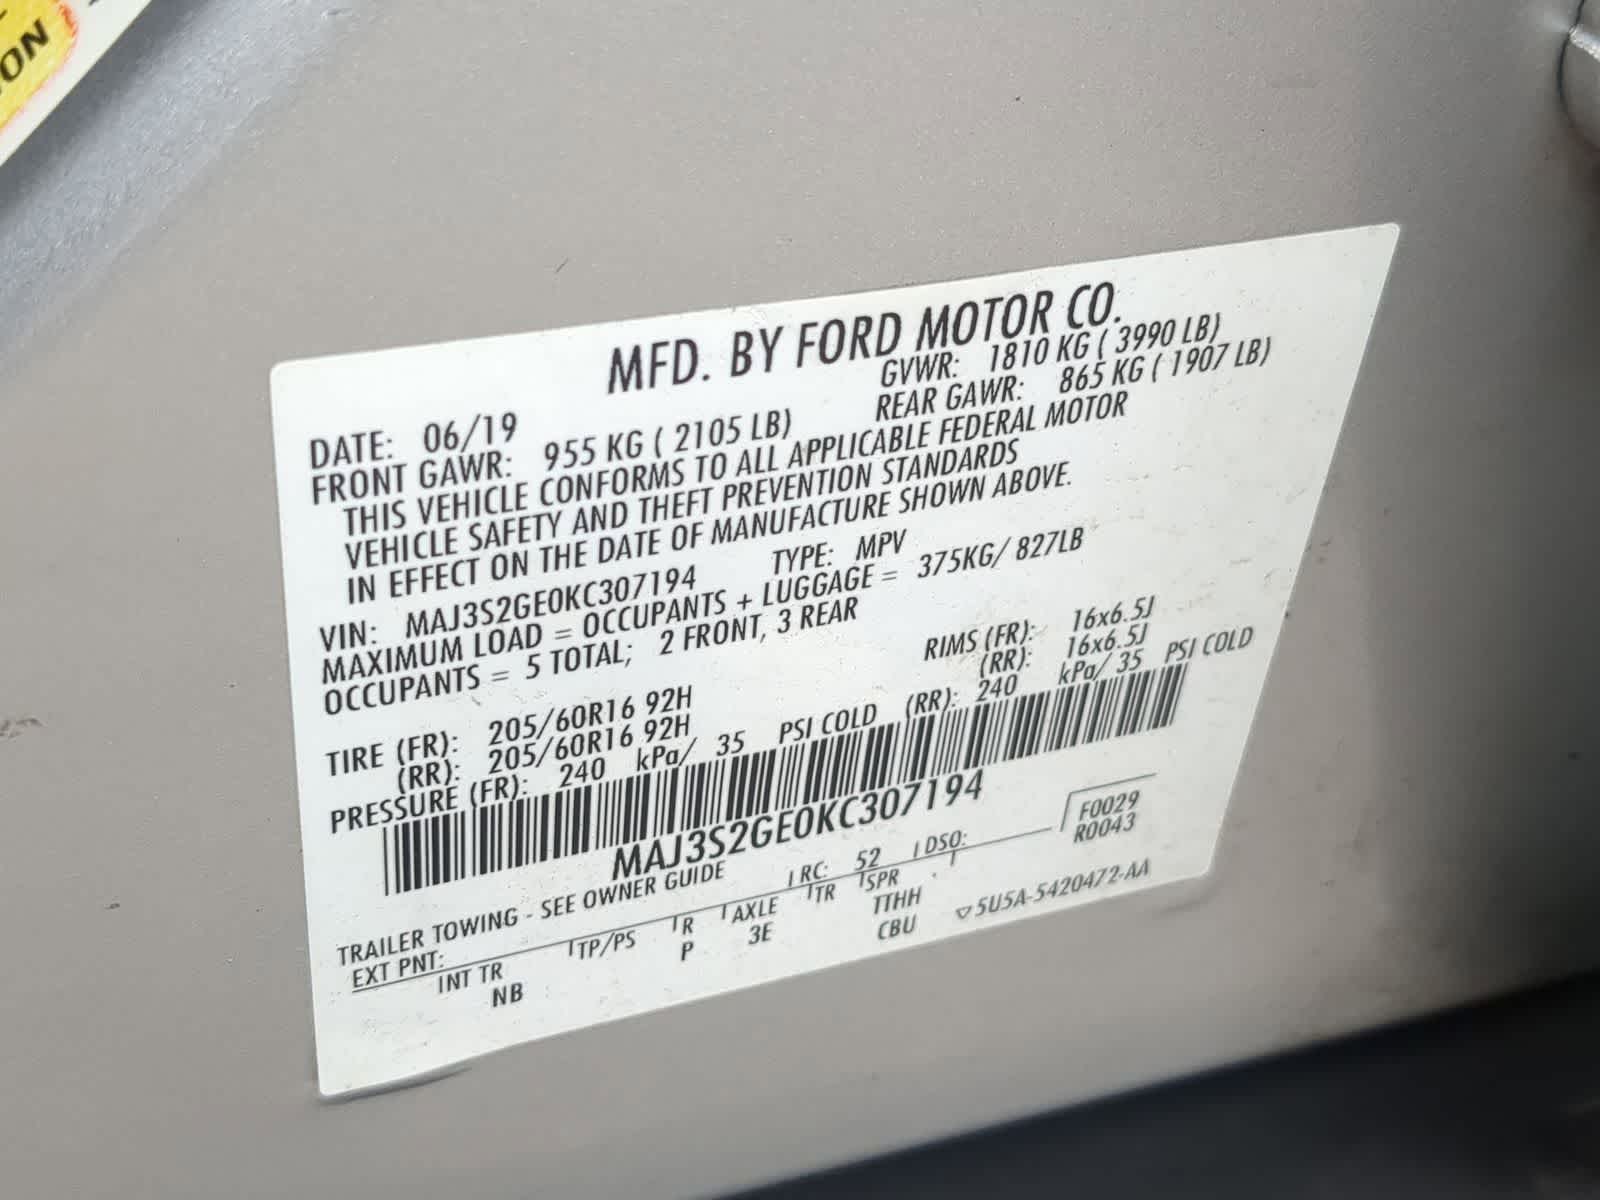 ON
MFD. BY FORD MOTOR CO.
DATE: 06/19 GVWR: 1810 KG ( 3990 LB)
FRONT GAWR: 955 KG ( 2105 LB) REAR GAWR: 865 KG ( 1907 LB)
THIS VEHICLE CONFORMS TO ALL APPLICABLE FEDERAL MOTOR
VEHICLE SAFETY AND THEFT PREVENTION STANDARDS
IN EFFECT ON THE DATE OF MANUFACTURE SHOWN ABOVE.
VIN: MAJ3S2GE0KC307194 TYPE: MPV
MAXIMUM LOAD = OCCUPANTS + LUGGAGE = 375KG/ 827LB
OCCUPANTS = 5 TOTAL; 2 FRONT, 3 REAR
TIRE (FR): 205/60R16 92H RIMS (FR): 16x6.5J
(RR): 205/60R16 92H (RR): 16x6.5J
PRESSURE (FR): 240 kPa/ 35 PSI COLD (RR): 240 kPa/ 35 PSI COLD
MAJ3S2GE0KC307194
TRAILER TOWING - SEE OWNER GUIDE
F0029
R0043
EXT PNT: RC: 52 DSO:
INT TR TP/PS R AXLE TR SPR
NB P 3E TTHH
CBU
5U5A-5420472-AA